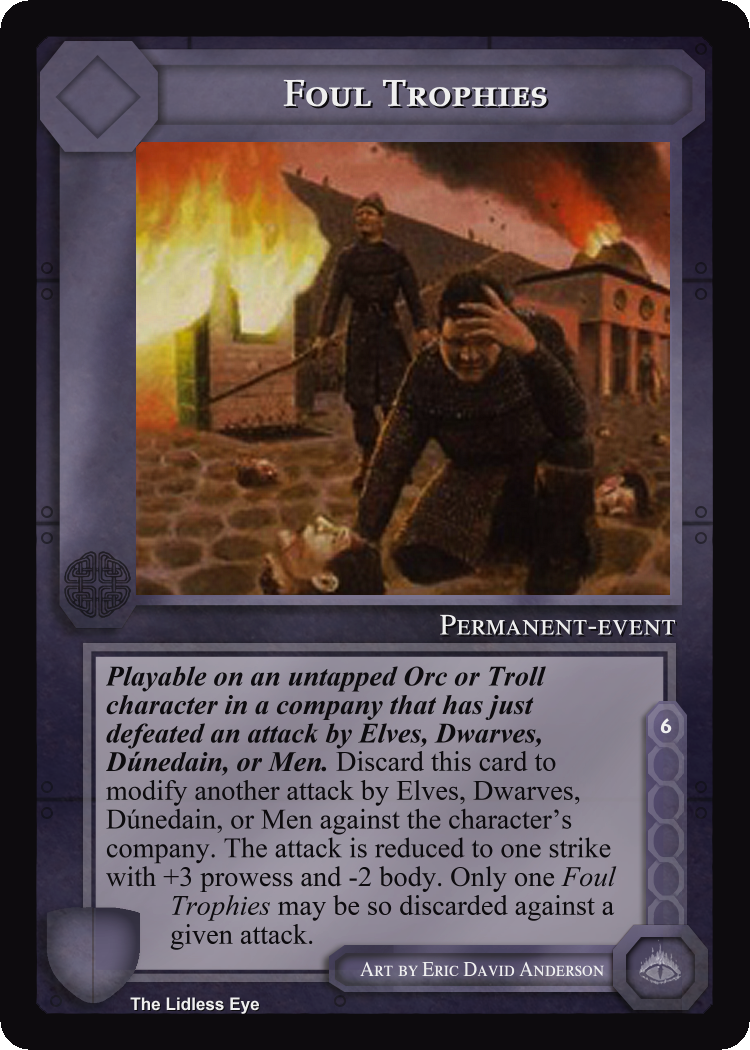 Foul Trophies
Permanent-event
Playable on an untapped Orc or Troll
character in a company that has just
defeated an attack by Elves, Dwarves,
Dúnedain, or Men. Discard this card to
modify another attack by Elves, Dwarves,
Dúnedain, or Men against the character's
company. The attack is reduced to one strike
with +3 prowess and -2 body. Only one Foul
Trophies may be so discarded against a
given attack.
6
Art by Eric David Anderson
The Lidless Eye